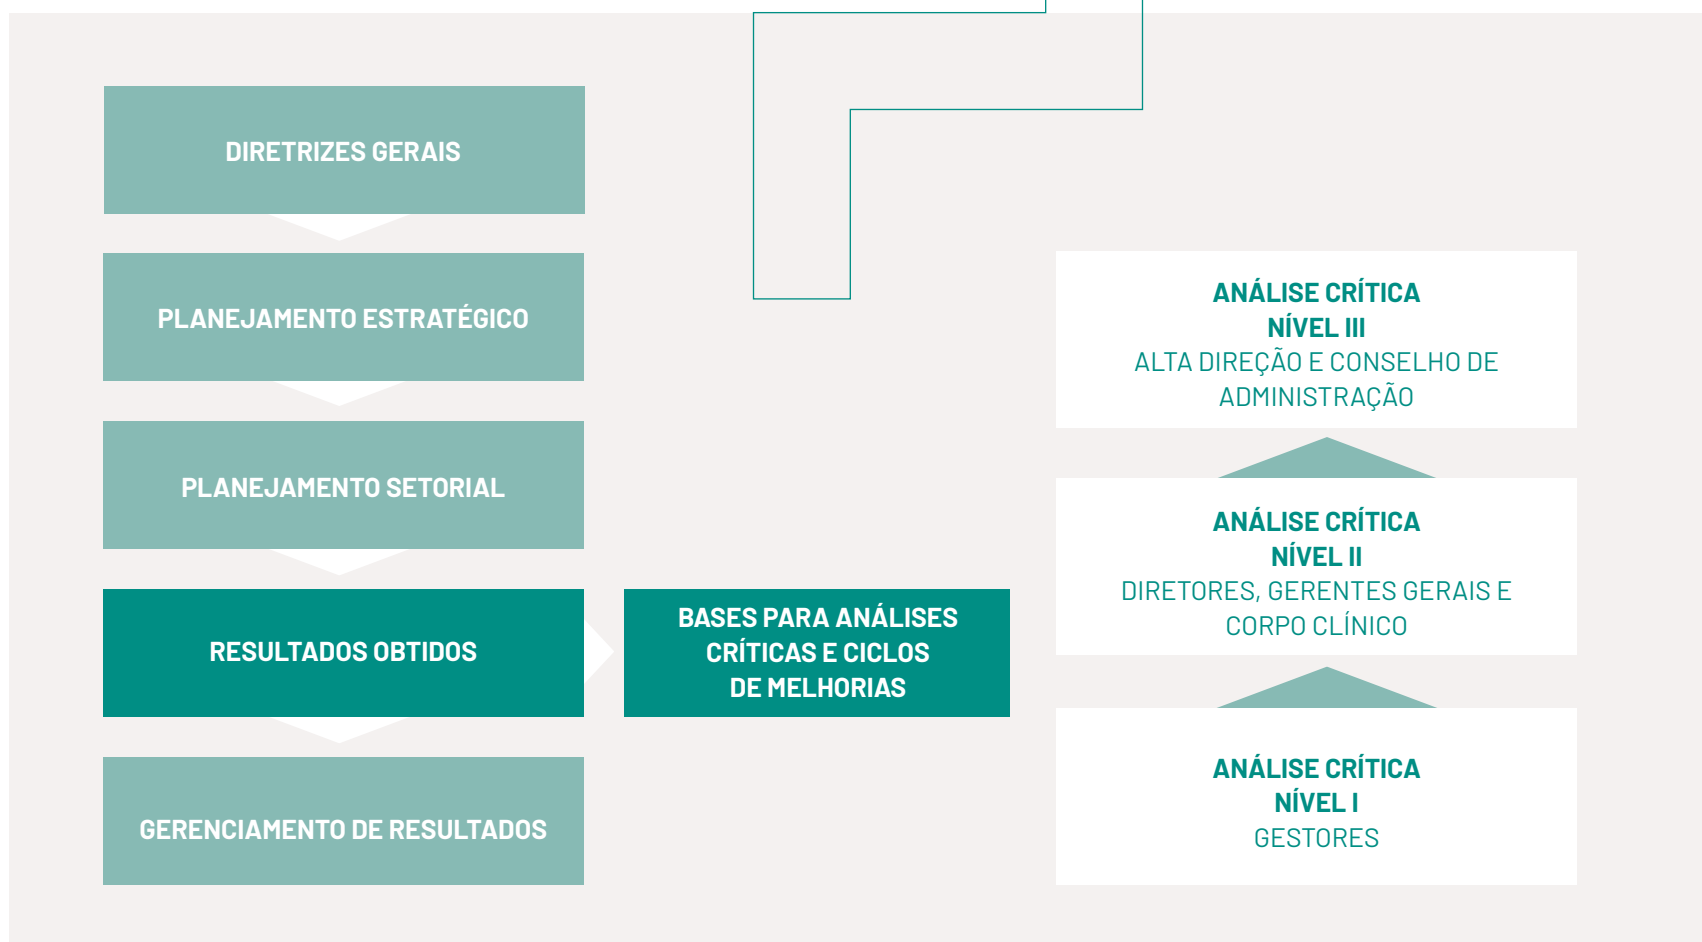 DIRETRIZES GERAIS
PLANEJAMENTO ESTRATÉGICO
PLANEJAMENTO SETORIAL
RESULTADOS OBTIDOS
GERENCIAMENTO DE RESULTADOS
BASES PARA ANÁLISES
CRÍTICAS E CICLOS
DE MELHORIAS
ANÁLISE CRÍTICA
NÍVEL III
ALTA DIREÇÃO E CONSELHO DE
ADMINISTRAÇÃO
ANÁLISE CRÍTICA
NÍVEL II
DIRETORES, GERENTES GERAIS E
CORPO CLÍNICO
ANÁLISE CRÍTICA
NÍVEL I
GESTORES